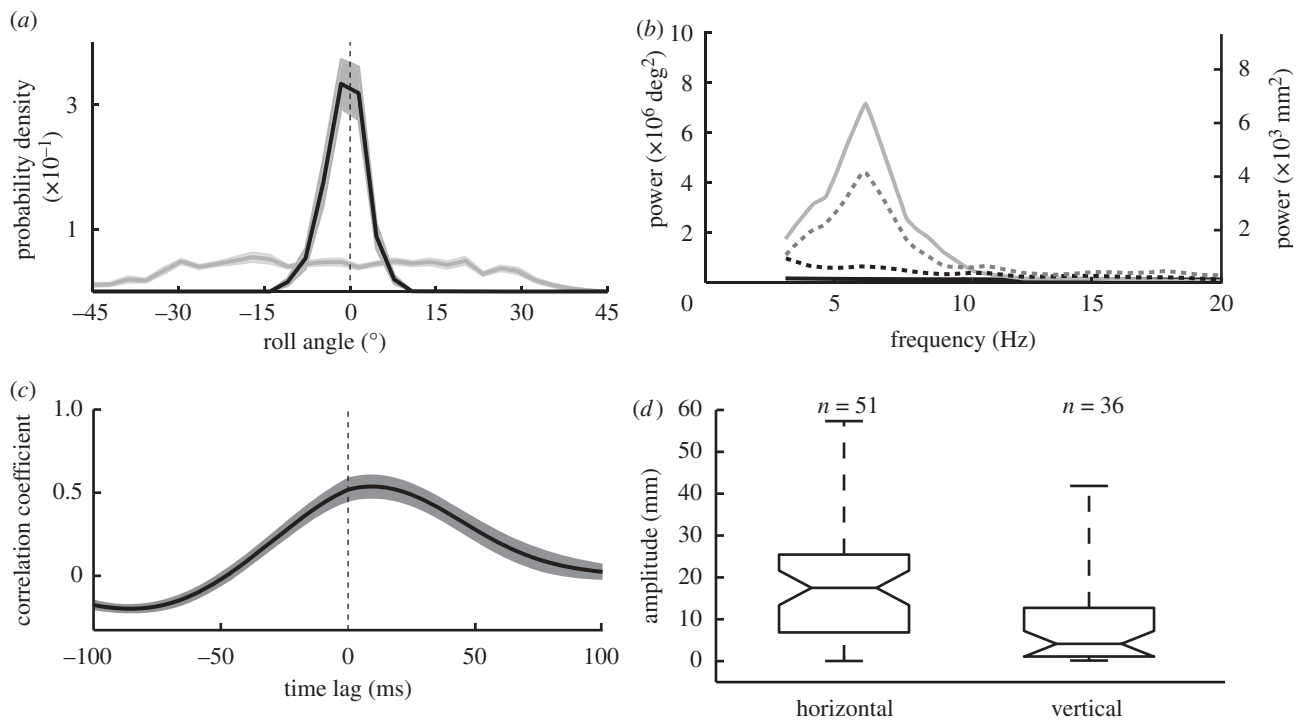 (a)
probability density
(×10⁻¹)
3
1
−45 −30 −15 0 15 30 45
roll angle (°)
(b)
power (×10⁶ deg²)
10
8
6
4
2
0
5 10 15 20
frequency (Hz)
8
6
4
2
power (×10³ mm²)
(c)
correlation coefficient
1.0
0.5
0
−100 −50 0 50 100
time lag (ms)
(d)
amplitude (mm)
60
50
40
30
20
10
0
n = 51 n = 36
horizontal vertical